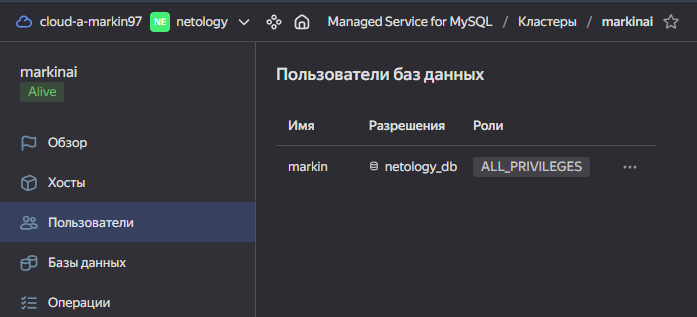 cloud-a-markin97 NE netology Managed Service for MySQL / Кластеры / markinai
markinai
Alive
Обзор
Хосты
Пользователи
Базы данных
Операции
Пользователи баз данных
Имя Разрешения Роли
markin netology_db ALL_PRIVILEGES